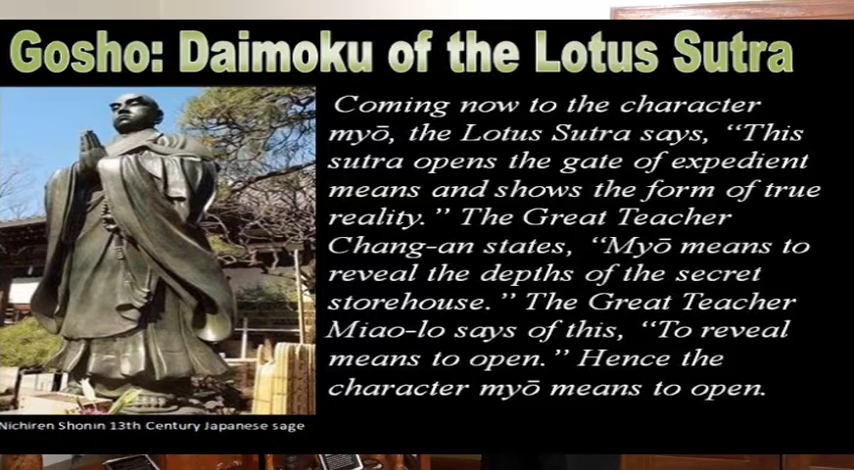 Gosho: Daimoku of the Lotus Sutra
Coming now to the character
myō, the Lotus Sutra says, “This
sutra opens the gate of expedient
means and shows the form of true
reality.” The Great Teacher
Chang-an states, “Myō means to
reveal the depths of the secret
storehouse.” The Great Teacher
Miao-lo says of this, “To reveal
means to open.” Hence the
character myō means to open.
Nichiren Shonin 13th Century Japanese sage